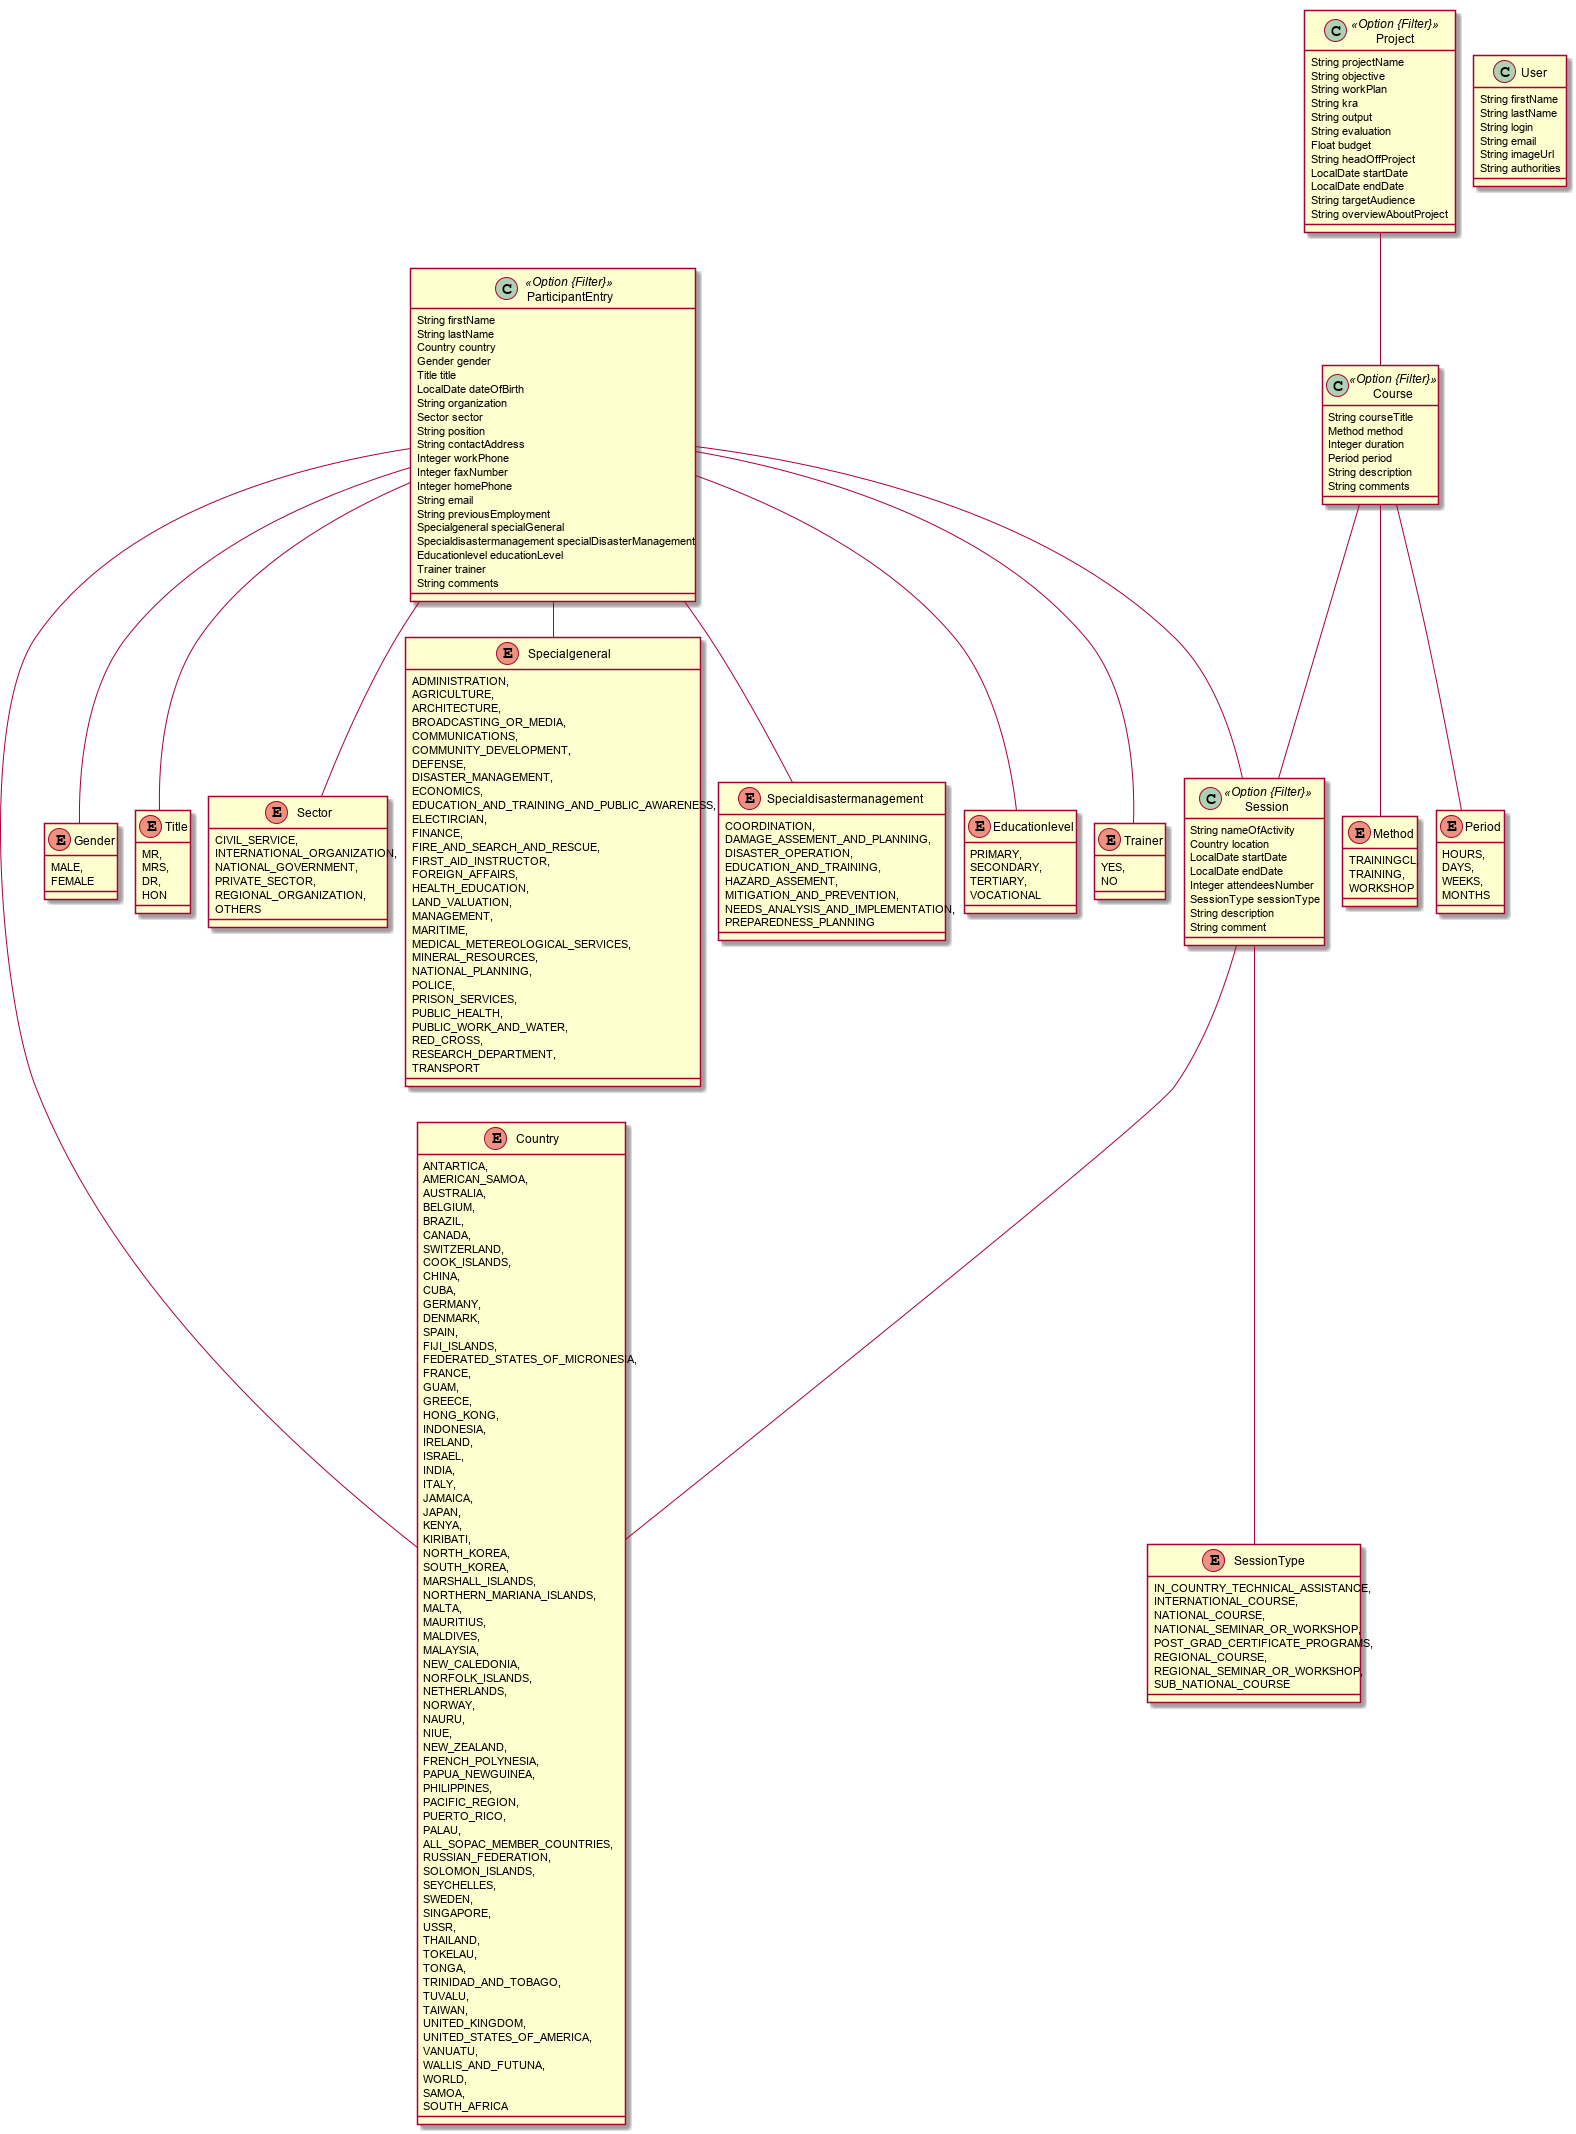 «Option {Filter}»
Project
String projectName
String objective
String workPlan
String kra
String output
String evaluation
Float budget
String headOffProject
LocalDate startDate
LocalDate endDate
String targetAudience
String overviewAboutProject
User
String firstName
String lastName
String login
String email
String imageUrl
String authorities
«Option {Filter}»
ParticipantEntry
String firstName
String lastName
Country country
Gender gender
Title title
LocalDate dateOfBirth
String organization
Sector sector
String position
String contactAddress
Integer workPhone
Integer faxNumber
Integer homePhone
String email
String previousEmployment
Specialgeneral specialGeneral
Specialdisastermanagement specialDisasterManagement
Educationlevel educationLevel
Trainer trainer
String comments
«Option {Filter}»
Course
String courseTitle
Method method
Integer duration
Period period
String description
String comments
Gender
MALE,
FEMALE
Title
MR,
MRS,
DR,
HON
Sector
CIVIL_SERVICE,
INTERNATIONAL_ORGANIZATION,
NATIONAL_GOVERNMENT,
PRIVATE_SECTOR,
REGIONAL_ORGANIZATION,
OTHERS
Specialgeneral
ADMINISTRATION,
AGRICULTURE,
ARCHITECTURE,
BROADCASTING_OR_MEDIA,
COMMUNICATIONS,
COMMUNITY_DEVELOPMENT,
DEFENSE,
DISASTER_MANAGEMENT,
ECONOMICS,
EDUCATION_AND_TRAINING_AND_PUBLIC_AWARENESS,
ELECTIRCIAN,
FINANCE,
FIRE_AND_SEARCH_AND_RESCUE,
FIRST_AID_INSTRUCTOR,
FOREIGN_AFFAIRS,
HEALTH_EDUCATION,
LAND_VALUATION,
MANAGEMENT,
MARITIME,
MEDICAL_METEREOLOGICAL_SERVICES,
MINERAL_RESOURCES,
NATIONAL_PLANNING,
POLICE,
PRISON_SERVICES,
PUBLIC_HEALTH,
PUBLIC_WORK_AND_WATER,
RED_CROSS,
RESEARCH_DEPARTMENT,
TRANSPORT
Specialdisastermanagement
COORDINATION,
DAMAGE_ASSEMENT_AND_PLANNING,
DISASTER_OPERATION,
EDUCATION_AND_TRAINING,
HAZARD_ASSEMENT,
MITIGATION_AND_PREVENTION,
NEEDS_ANALYSIS_AND_IMPLEMENTATION,
PREPAREDNESS_PLANNING
Educationlevel
PRIMARY,
SECONDARY,
TERTIARY,
VOCATIONAL
Trainer
YES,
NO
«Option {Filter}»
Session
String nameOfActivity
Country location
LocalDate startDate
LocalDate endDate
Integer attendeesNumber
SessionType sessionType
String description
String comment
Method
TRAININGCL,
TRAINING,
WORKSHOP
Period
HOURS,
DAYS,
WEEKS,
MONTHS
Country
ANTARTICA,
AMERICAN_SAMOA,
AUSTRALIA,
BELGIUM,
BRAZIL,
CANADA,
SWITZERLAND,
COOK_ISLANDS,
CHINA,
CUBA,
GERMANY,
DENMARK,
SPAIN,
FIJI_ISLANDS,
FEDERATED_STATES_OF_MICRONESIA,
FRANCE,
GUAM,
GREECE,
HONG_KONG,
INDONESIA,
IRELAND,
ISRAEL,
INDIA,
ITALY,
JAMAICA,
JAPAN,
KENYA,
KIRIBATI,
NORTH_KOREA,
SOUTH_KOREA,
MARSHALL_ISLANDS,
NORTHERN_MARIANA_ISLANDS,
MALTA,
MAURITIUS,
MALDIVES,
MALAYSIA,
NEW_CALEDONIA,
NORFOLK_ISLANDS,
NETHERLANDS,
NORWAY,
NAURU,
NIUE,
NEW_ZEALAND,
FRENCH_POLYNESIA,
PAPUA_NEWGUINEA,
PHILIPPINES,
PACIFIC_REGION,
PUERTO_RICO,
PALAU,
ALL_SOPAC_MEMBER_COUNTRIES,
RUSSIAN_FEDERATION,
SOLOMON_ISLANDS,
SEYCHELLES,
SWEDEN,
SINGAPORE,
USSR,
THAILAND,
TOKELAU,
TONGA,
TRINIDAD_AND_TOBAGO,
TUVALU,
TAIWAN,
UNITED_KINGDOM,
UNITED_STATES_OF_AMERICA,
VANUATU,
WALLIS_AND_FUTUNA,
WORLD,
SAMOA,
SOUTH_AFRICA
SessionType
IN_COUNTRY_TECHNICAL_ASSISTANCE,
INTERNATIONAL_COURSE,
NATIONAL_COURSE,
NATIONAL_SEMINAR_OR_WORKSHOP,
POST_GRAD_CERTIFICATE_PROGRAMS,
REGIONAL_COURSE,
REGIONAL_SEMINAR_OR_WORKSHOP,
SUB_NATIONAL_COURSE